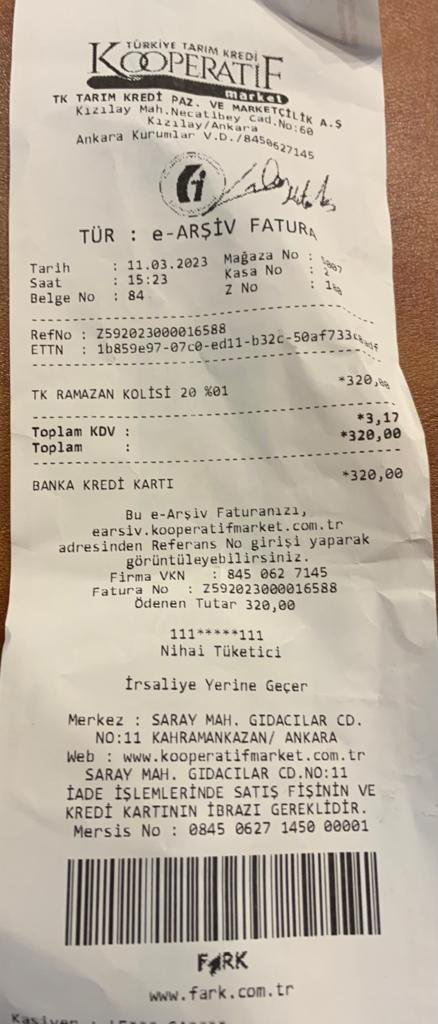 TÜRKİYE TARIM KREDİ
KOOPERATİF
market
TK TARIM KREDİ PAZ. VE MARKETÇİLİK A.Ş
Kızılay Mah.Necatibey Cad.No:60
Kızılay/Ankara
Ankara Kurumlar V.D./8450627145
TÜR : e-ARŞİV FATURA
Tarih : 11.03.2023 Mağaza No :
Saat : 15:23 Kasa No : 2
Belge No : 84 Z No :
RefNo : Z592023000016588
ETTN :
TK RAMAZAN KOLİSİ 20 %01 *320,00
Toplam KDV : *3,17
Toplam : *320,00
BANKA KREDİ KARTI *320,00
Bu e-Arşiv Faturanızı,
earsiv.kooperatifmarket.com.tr
adresinden Referans No girişi yaparak
görüntüleyebilirsiniz.
Firma VKN : 845 062 7145
Fatura No : Z592023000016588
Ödenen Tutar 320,00
111*****111
Nihai Tüketici
İrsaliye Yerine Geçer
Merkez : SARAY MAH. GIDACILAR CD.
NO:11 KAHRAMANKAZAN/ ANKARA
Web : www.kooperatifmarket.com.tr
SARAY MAH. GIDACILAR CD.NO:11
İADE İŞLEMLERİNDE SATIŞ FİŞİNİN VE
KREDİ KARTININ İBRAZI GEREKLİDİR.
Mersis No : 0845 0627 1450 00001
FARK
www.fark.com.tr
Kasiyer :